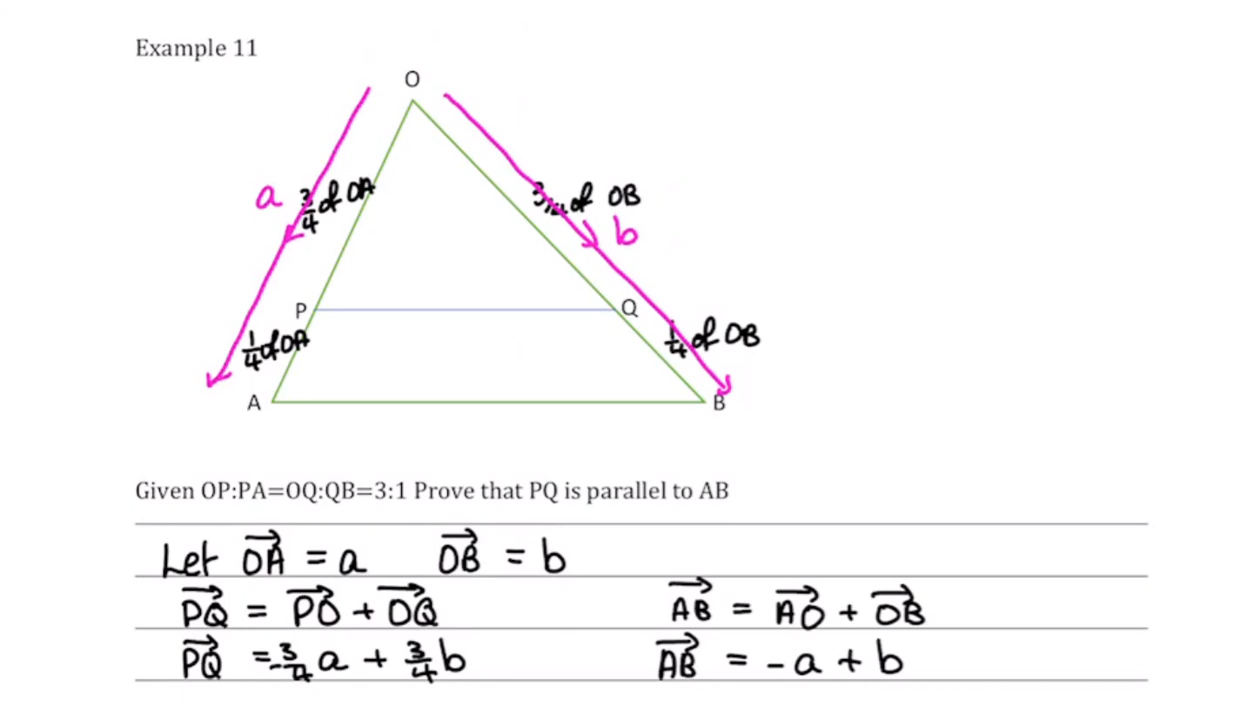 Example 11
O
a
3/4 of OA
3/4 of OB
b
P
Q
1/4 of OA
1/4 of OB
A
B
Given OP:PA=OQ:QB=3:1 Prove that PQ is parallel to AB
Let OA⃗ = a OB⃗ = b
PQ⃗ = PO⃗ + OQ⃗ AB⃗ = AO⃗ + OB⃗
PQ⃗ = -3/4 a + 3/4 b AB⃗ = -a + b